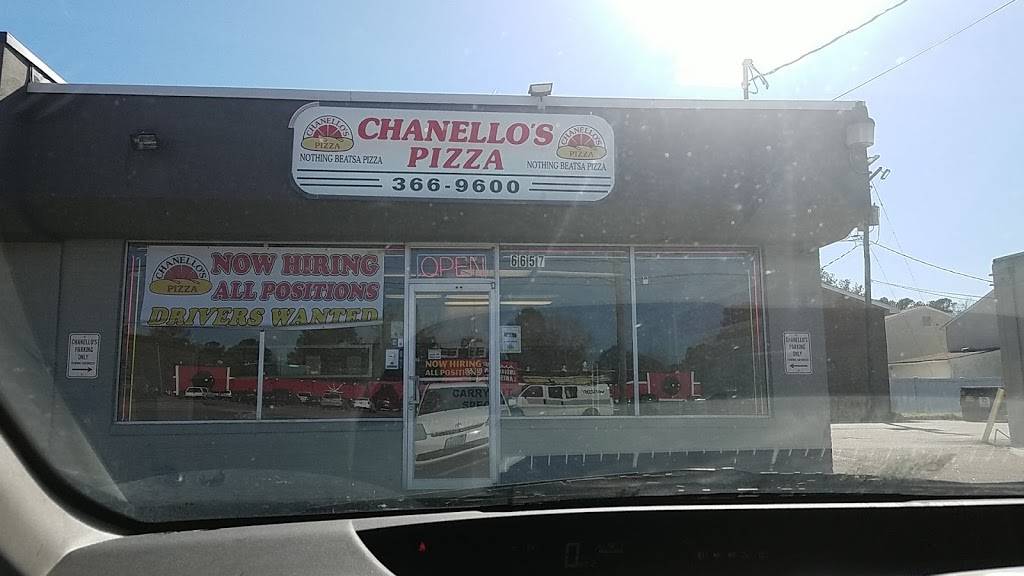 CHANELLO'S
PIZZA
NOTHING BEATSA PIZZA
CHANELLO'S
PIZZA
366-9600
CHANELLO'S
PIZZA
NOTHING BEATSA PIZZA
CHANELLO'S
PIZZA
NOW HIRING
ALL POSITIONS
DRIVERS WANTED
OPEN
6657
CHANELLO'S
PARKING
ONLY
NOW HIRING
ALL POSITIONS
CARRY
SPE
CHANELLO'S
PARKING
ONLY